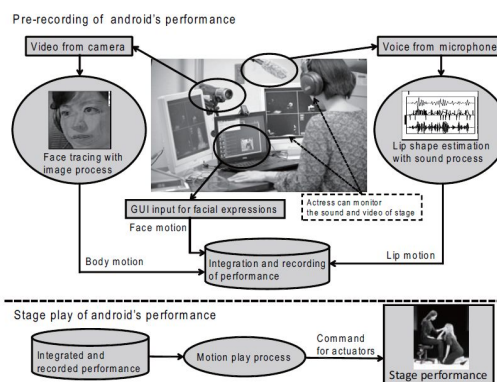 Pre-recording of android's performance
Video from camera
Voice from microphone
Face tracing with
image process
Lip shape estimation
with sound process
Actress can monitor
the sound and video of stage
GUI input for facial expressions
Face motion
Body motion
Integration and recording
of performance
Lip motion
Stage play of android's performance
Integrated and
recorded performance
Motion play process
Command
for actuators
Stage performance